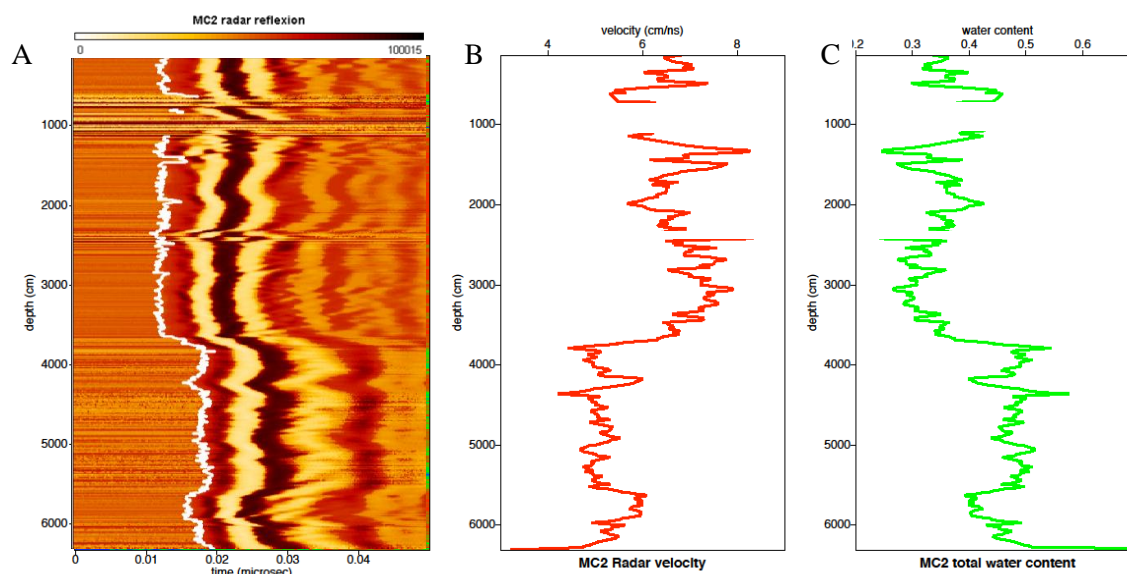 MC2 radar reflexion
A
0 100015
depth (cm)
1000
2000
3000
4000
5000
6000
0 0.01 0.02 0.03 0.04
time (microsec)
B
velocity (cm/ns)
4 6 8
depth (cm)
1000
2000
3000
4000
5000
6000
MC2 Radar velocity
C
water content
0.2 0.3 0.4 0.5 0.6
depth (cm)
1000
2000
3000
4000
5000
6000
MC2 total water content